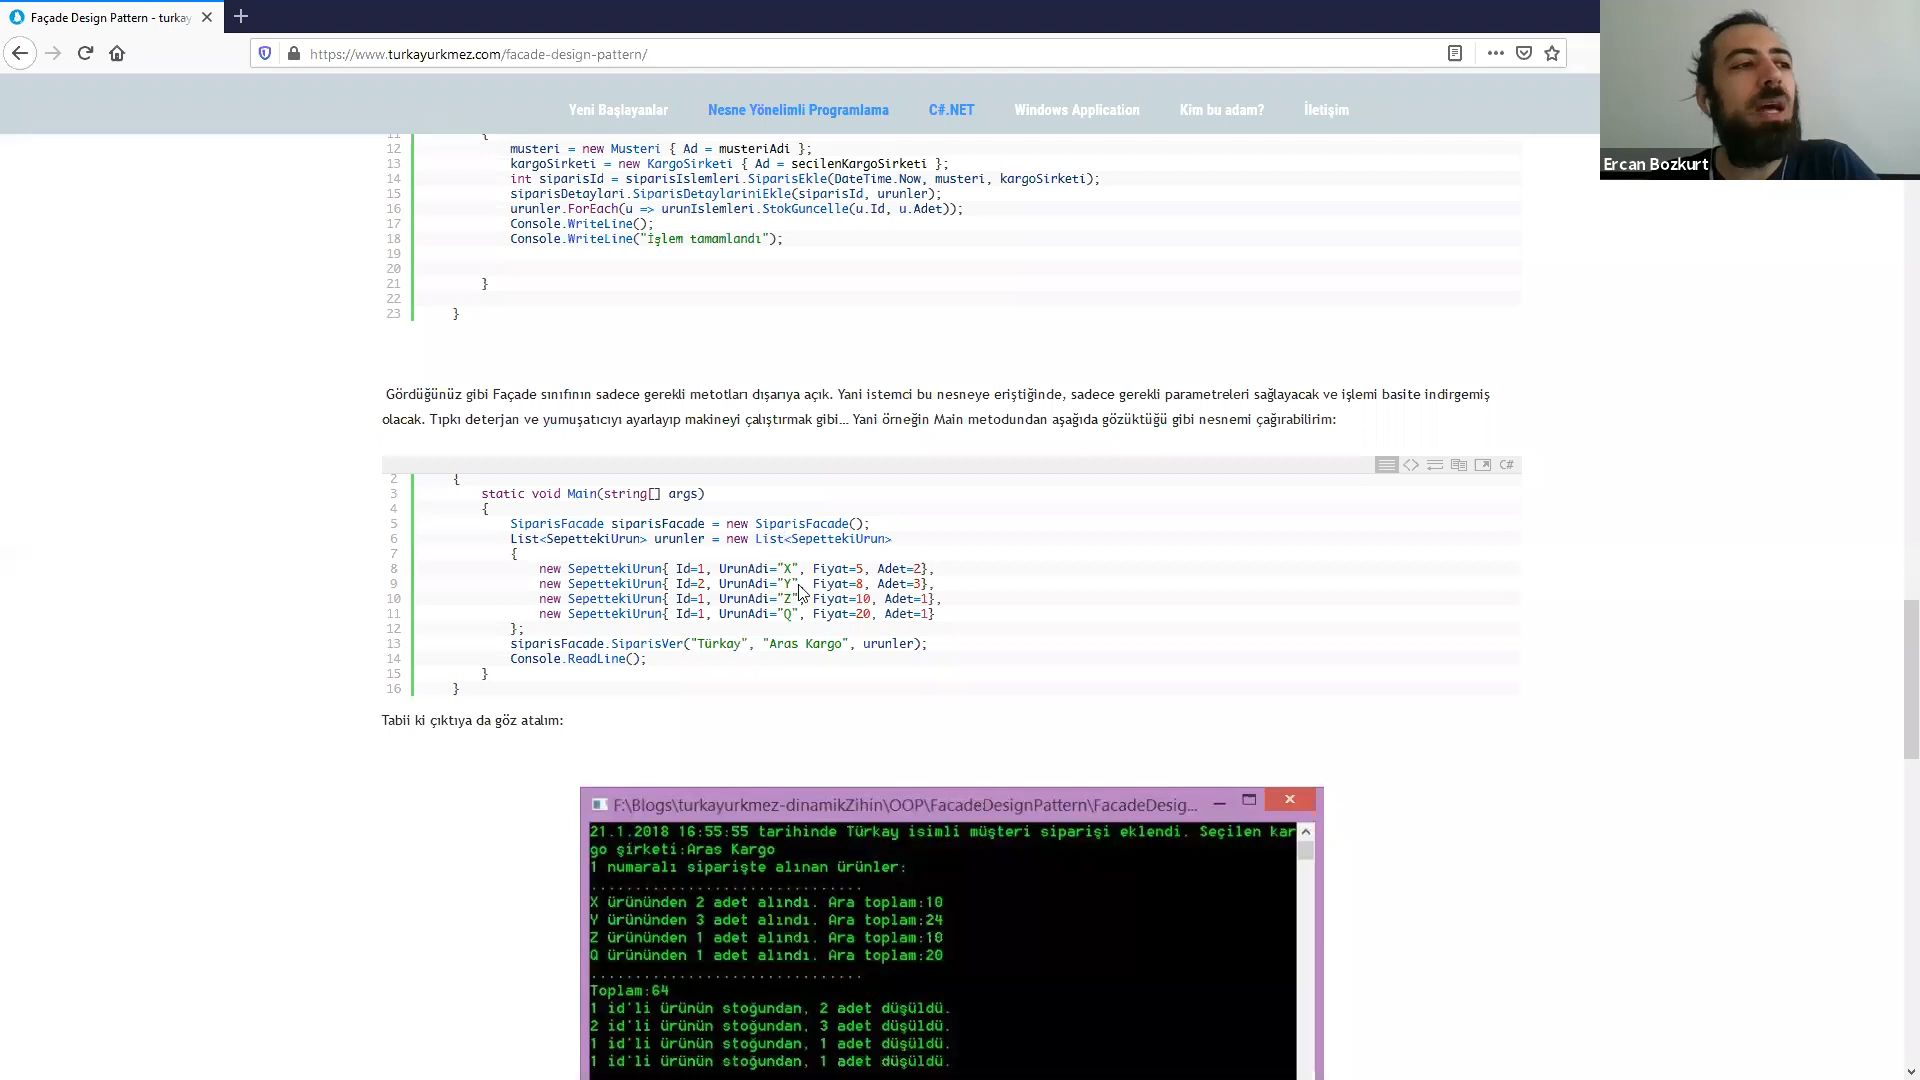 Façade Design Pattern - turkay
https://www.turkayurkmez.com/facade-design-pattern/
Ercan Bozkurt
Yeni Başlayanlar Nesne Yönelimli Programlama C#.NET Windows Application Kim bu adam? İletişim
11 {
12 musteri = new Musteri { Ad = musteriAdi };
13 kargoSirketi = new KargoSirketi { Ad = secilenKargoSirketi };
14 int siparisId = siparisIslemleri.SiparisEkle(DateTime.Now, musteri, kargoSirketi);
15 siparisDetaylari.SiparisDetaylariniEkle(siparisId, urunler);
16 urunler.ForEach(u => urunIslemleri.StokGuncelle(u.Id, u.Adet));
17 Console.WriteLine();
18 Console.WriteLine("İşlem tamamlandı");
19
20
21 }
22
23 }
Gördüğünüz gibi Façade sınıfının sadece gerekli metotları dışarıya açık. Yani istemci bu nesneye eriştiğinde, sadece gerekli parametreleri sağlayacak ve işlemi basite indirgemiş
olacak. Tıpkı deterjan ve yumuşatıcıyı ayarlayıp makineyi çalıştırmak gibi... Yani örneğin Main metodundan aşağıda gözüktüğü gibi nesnemi çağırabilirim:
C#
2 {
3 static void Main(string[] args)
4 {
5 SiparisFacade siparisFacade = new SiparisFacade();
6 List<SepettekiUrun> urunler = new List<SepettekiUrun>
7 {
8 new SepettekiUrun{ Id=1, UrunAdi="X", Fiyat=5, Adet=2},
9 new SepettekiUrun{ Id=2, UrunAdi="Y", Fiyat=8, Adet=3},
10 new SepettekiUrun{ Id=1, UrunAdi="Z", Fiyat=10, Adet=1},
11 new SepettekiUrun{ Id=1, UrunAdi="Q", Fiyat=20, Adet=1}
12 };
13 siparisFacade.SiparisVer("Türkay", "Aras Kargo", urunler);
14 Console.ReadLine();
15 }
16 }
Tabii ki çıktıya da göz atalım:
F:\Blogs\turkayurkmez-dinamikZihin\OOP\FacadeDesignPattern\FacadeDesig...
21.1.2018 16:55:55 tarihinde Türkay isimli müşteri siparişi eklendi. Seçilen kar
go şirketi:Aras Kargo
1 numaralı siparişte alınan ürünler:
...............................
X ürününden 2 adet alındı. Ara toplam:10
Y ürününden 3 adet alındı. Ara toplam:24
Z ürününden 1 adet alındı. Ara toplam:10
Q ürününden 1 adet alındı. Ara toplam:20
...............................
Toplam:64
1 id'li ürünün stoğundan, 2 adet düşüldü.
2 id'li ürünün stoğundan, 3 adet düşüldü.
1 id'li ürünün stoğundan, 1 adet düşüldü.
1 id'li ürünün stoğundan, 1 adet düşüldü.